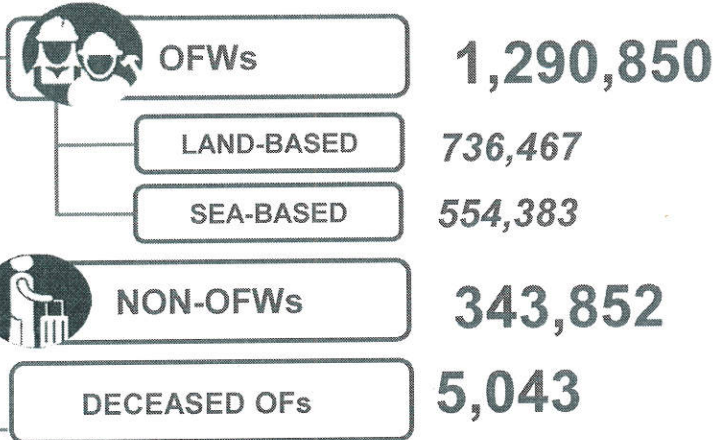 OFWs 1,290,850
LAND-BASED 736,467
SEA-BASED 554,383
NON-OFWs 343,852
DECEASED OFs 5,043